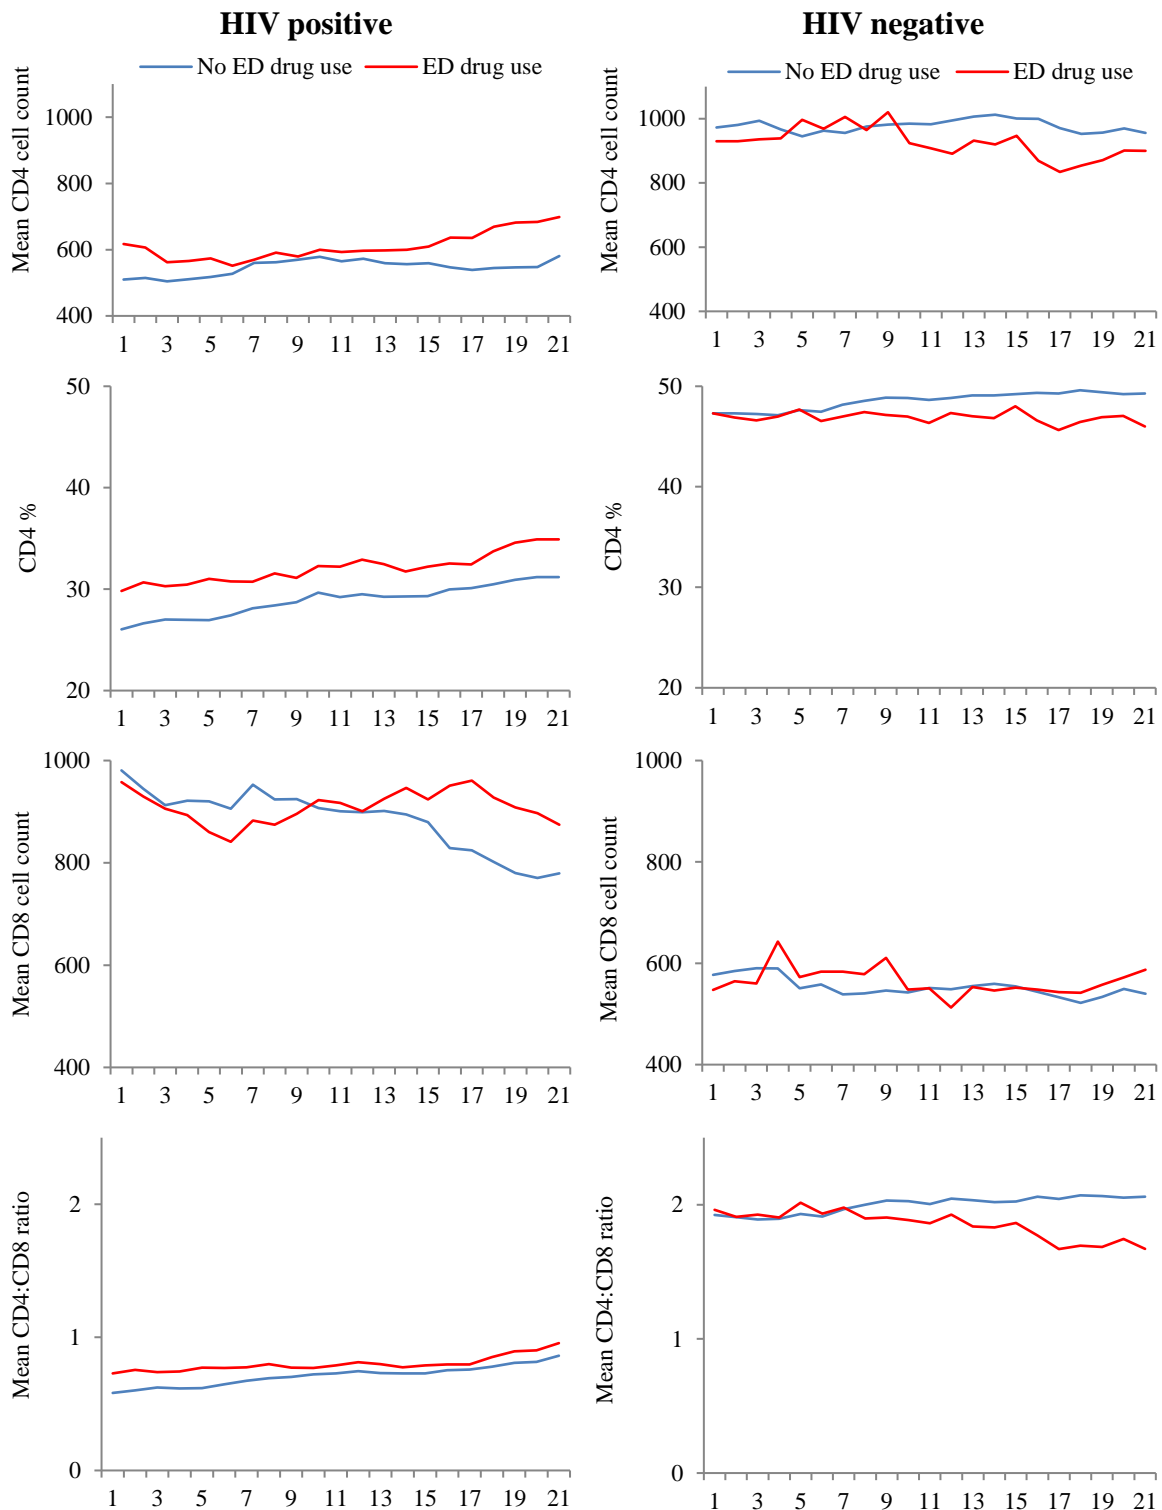 HIV positive
HIV negative
No ED drug use ED drug use
No ED drug use ED drug use
Mean CD4 cell count
1000
800
600
400
1 3 5 7 9 11 13 15 17 19 21
Mean CD4 cell count
1000
800
600
400
1 3 5 7 9 11 13 15 17 19 21
CD4 %
50
40
30
20
1 3 5 7 9 11 13 15 17 19 21
CD4 %
50
40
30
20
1 3 5 7 9 11 13 15 17 19 21
Mean CD8 cell count
1000
800
600
400
1 3 5 7 9 11 13 15 17 19 21
Mean CD8 cell count
1000
800
600
400
1 3 5 7 9 11 13 15 17 19 21
Mean CD4:CD8 ratio
2
1
0
1 3 5 7 9 11 13 15 17 19 21
Mean CD4:CD8 ratio
2
1
0
1 3 5 7 9 11 13 15 17 19 21